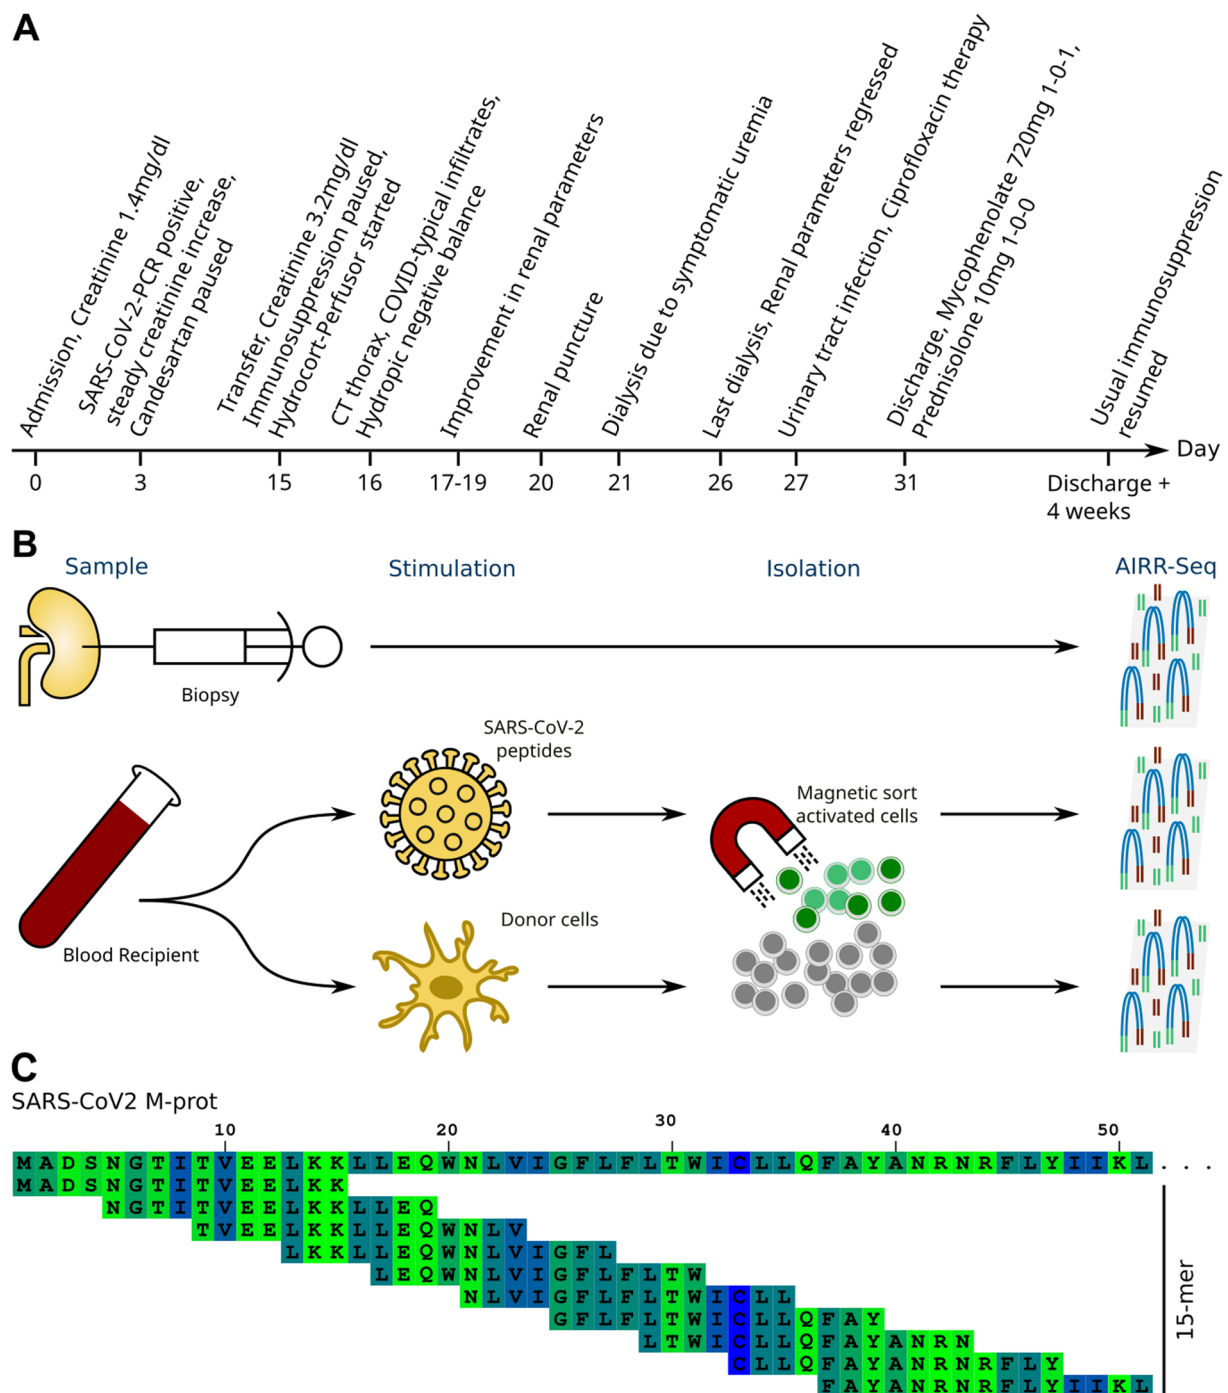 A
Admission, Creatinine 1.4mg/dl
SARS-CoV-2-PCR positive,
steady creatinine increase,
Candesartan paused
Transfer, Creatinine 3.2mg/dl
Immunosuppression paused,
Hydrocort-Perfusor started
CT thorax, COVID-typical infiltrates,
Hydropic negative balance
Improvement in renal parameters
Renal puncture
Dialysis due to symptomatic uremia
Last dialysis, Renal parameters regressed
Urinary tract infection, Ciprofloxacin therapy
Discharge, Mycophenolate 720mg 1-0-1,
Prednisolone 10mg 1-0-0
Usual immunosuppression
resumed
Day
0 3 15 16 17-19 20 21 26 27 31 Discharge +
4 weeks
B
Sample Stimulation Isolation AIRR-Seq
Biopsy
SARS-CoV-2
peptides
Magnetic sort
activated cells
Donor cells
Blood Recipient
C
SARS-CoV2 M-prot
10 20 30 40 50
MADSNGTITVEELKKLLEQWNLVIGFLFLTWICLLQFAYANRNRFLYIIKL...
MADSNGTITVEELKK
NGTITVEELKKLLEQ
TVEELKKLLEQWNLV
LKKLLEQWNLVIGFL
LEQWNLVIGFLFLTW
NLVIGFLFLTWICLL
GFLFLTWICLLQFAY
LTWICLLQFAYANRN
CLLQFAYANRNRFLY
FAYANRNRFLYIIKL
15-mer